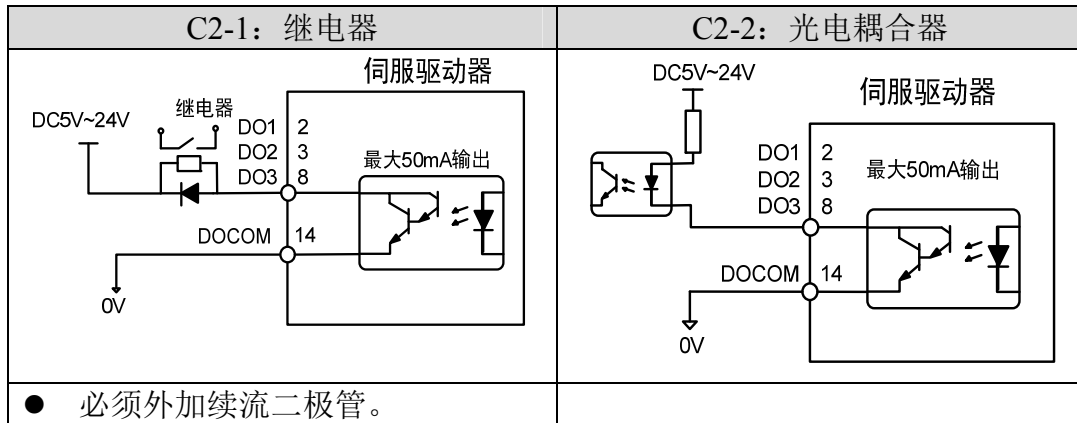 C2-1：继电器
伺服驱动器
DC5V~24V
继电器
DO1 2
DO2 3
DO3 8
最大50mA输出
DOCOM 14
0V
● 必须外加续流二极管。
C2-2：光电耦合器
DC5V~24V
伺服驱动器
DO1 2
DO2 3
DO3 8
最大50mA输出
DOCOM 14
0V